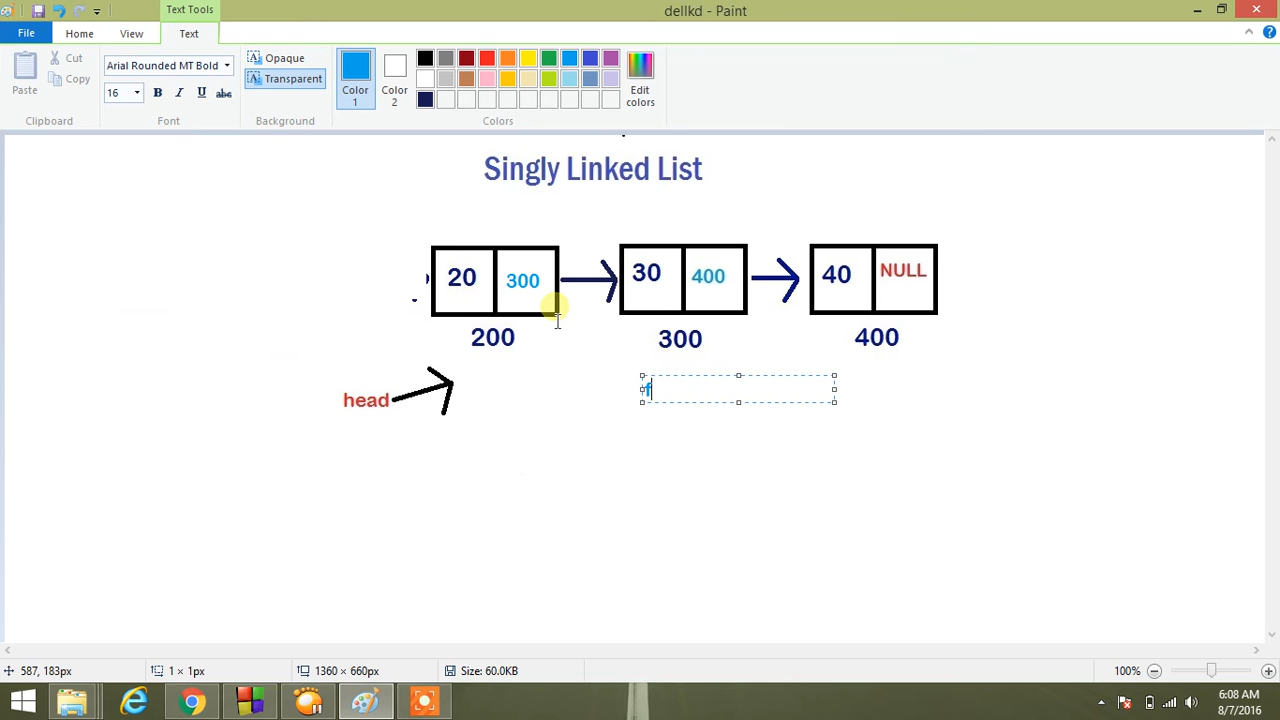 Text Tools
dellkd - Paint
File
Home
View
Text
Paste
Cut
Copy
Clipboard
Arial Rounded MT Bold
16
B I U abc
Font
Opaque
Transparent
Background
Color 1
Color 2
Edit colors
Colors
Singly Linked List
20 300
30 400
40 NULL
200
300
400
head
f
587, 183px
1 × 1px
1360 × 660px
Size: 60.0KB
100%
6:08 AM
8/7/2016